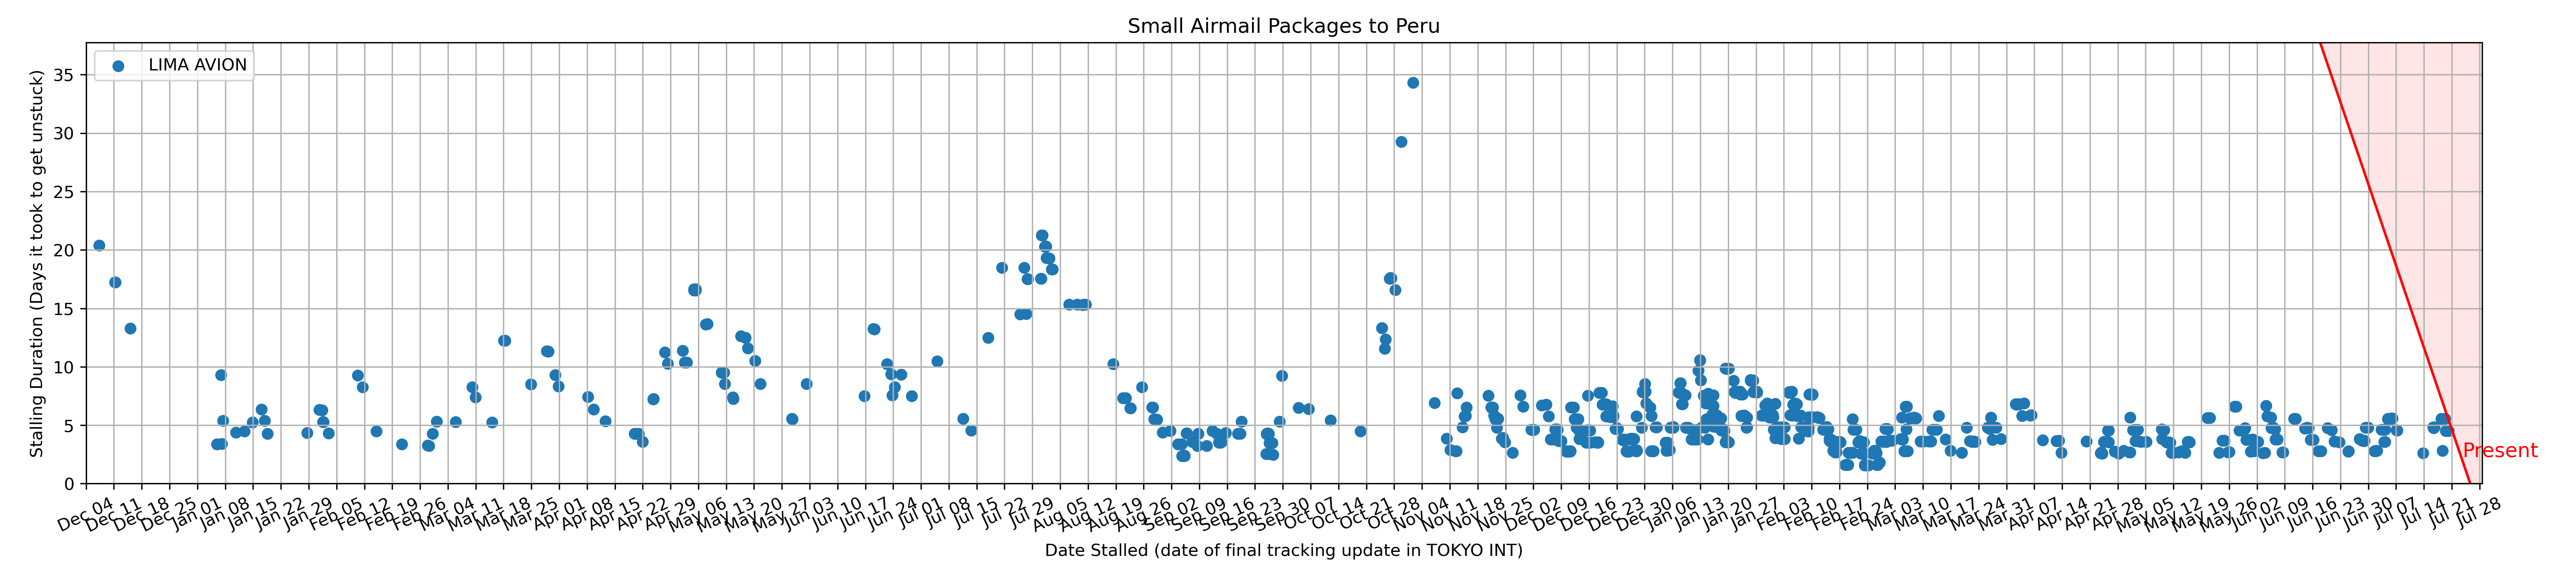 Small Airmail Packages to Peru
LIMA AVION
Stalling Duration (Days it took to get unstuck)
35
30
25
20
15
10
5
0
Present
Dec 04
Dec 11
Dec 18
Dec 25
Jan 01
Jan 08
Jan 15
Jan 22
Jan 29
Feb 05
Feb 12
Feb 19
Feb 26
Mar 04
Mar 11
Mar 18
Mar 25
Apr 01
Apr 08
Apr 15
Apr 22
Apr 29
May 06
May 13
May 20
May 27
Jun 03
Jun 10
Jun 17
Jun 24
Jul 01
Jul 08
Jul 15
Jul 22
Jul 29
Aug 05
Aug 12
Aug 19
Aug 26
Sep 02
Sep 09
Sep 16
Sep 23
Sep 30
Oct 07
Oct 14
Oct 21
Oct 28
Nov 04
Nov 11
Nov 18
Nov 25
Dec 02
Dec 09
Dec 16
Dec 23
Dec 30
Jan 06
Jan 13
Jan 20
Jan 27
Feb 03
Feb 10
Feb 17
Feb 24
Mar 03
Mar 10
Mar 17
Mar 24
Mar 31
Apr 07
Apr 14
Apr 21
Apr 28
May 05
May 12
May 19
May 26
Jun 02
Jun 09
Jun 16
Jun 23
Jun 30
Jul 07
Jul 14
Jul 21
Jul 28
Date Stalled (date of final tracking update in TOKYO INT)